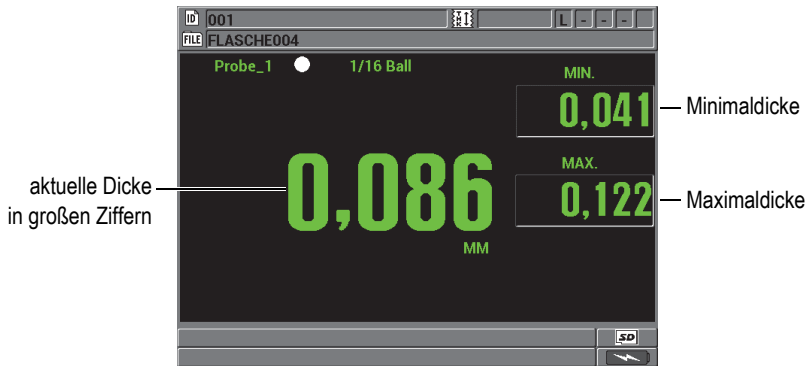 ID 001 THK L - - -
FILE FLASCHE004
Probe_1 1/16 Ball
MIN.
0,041
Minimaldicke
aktuelle Dicke
in großen Ziffern
0,086
MM
MAX.
0,122
Maximaldicke
SD